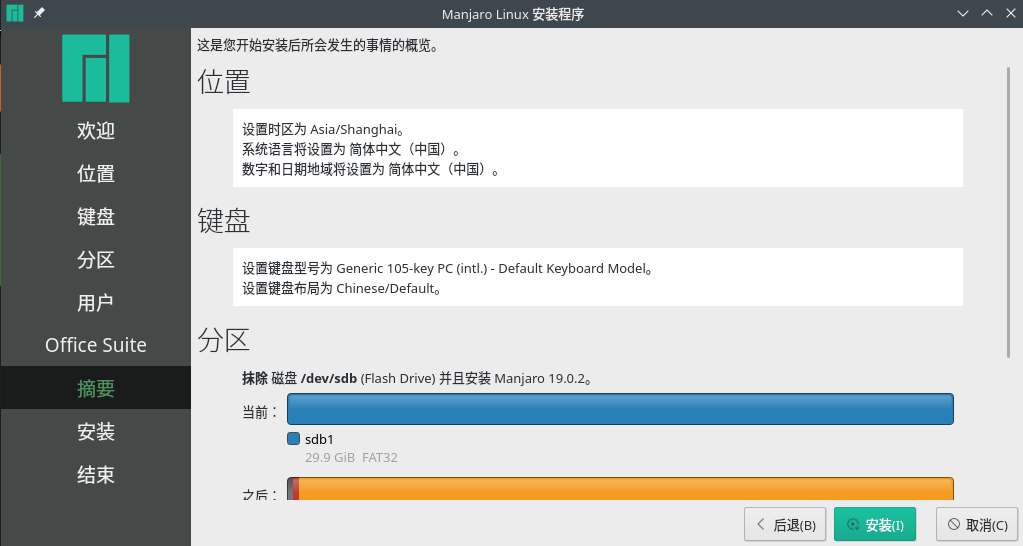 Manjaro Linux 安装程序
欢迎
位置
键盘
分区
用户
Office Suite
摘要
安装
结束
这是您开始安装后所会发生的事情的概览。
位置
设置时区为 Asia/Shanghai。
系统语言将设置为 简体中文（中国）。
数字和日期地域将设置为 简体中文（中国）。
键盘
设置键盘型号为 Generic 105-key PC (intl.) - Default Keyboard Model。
设置键盘布局为 Chinese/Default。
分区
抹除 磁盘 /dev/sdb (Flash Drive) 并且安装 Manjaro 19.0.2。
当前：
sdb1
29.9 GiB FAT32
之后：
后退(B)
安装(I)
取消(C)